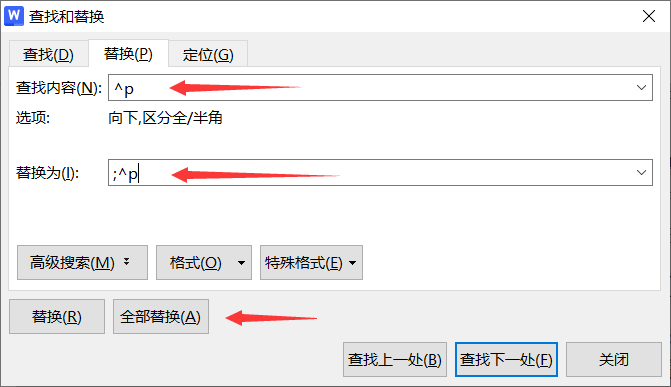 W 查找和替换
查找(D) 替换(P) 定位(G)
查找内容(N): ^p
选项: 向下,区分全/半角
替换为(I): ;^p
高级搜索(M) 格式(O) 特殊格式(E)
替换(R) 全部替换(A)
查找上一处(B) 查找下一处(F) 关闭